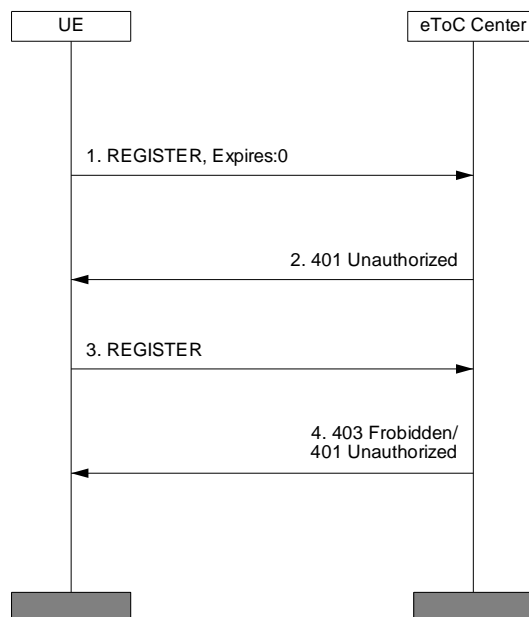 UE
eToC Center
1. REGISTER, Expires:0
2. 401 Unauthorized
3. REGISTER
4. 403 Frobidden/
401 Unauthorized